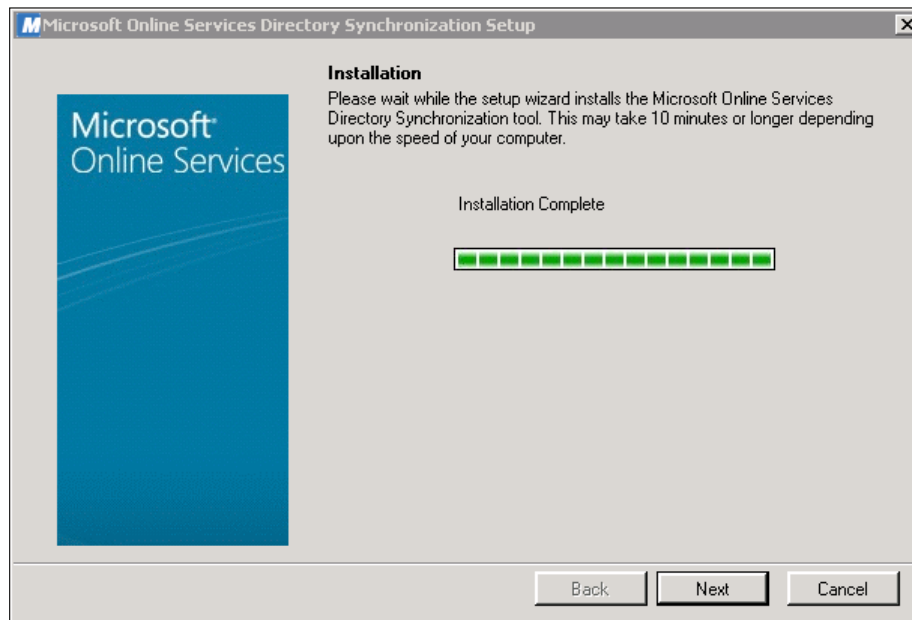 Microsoft Online Services Directory Synchronization Setup
Installation
Please wait while the setup wizard installs the Microsoft Online Services
Directory Synchronization tool. This may take 10 minutes or longer depending
upon the speed of your computer.
Microsoft
Online Services
Installation Complete
Back
Next
Cancel